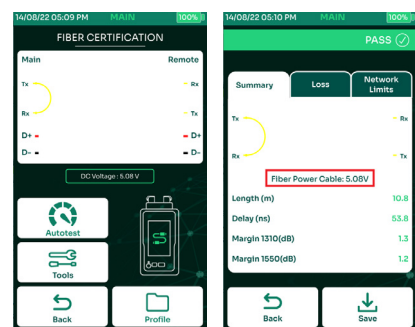 14/08/22 05:09 PM MAIN 100%
FIBER CERTIFICATION
Main Remote
Tx Rx
Rx Tx
D+ D+
D- D-
DC Voltage : 5.08 V
Autotest
Tools
Back Profile
14/08/22 05:10 PM MAIN 100%
PASS
Summary Loss Network Limits
Tx Rx
Rx Tx
Fiber Power Cable: 5.08V
Length (m) 10.8
Delay (ns) 53.8
Margin 1310(dB) 1.3
Margin 1550(dB) 1.2
Back Save